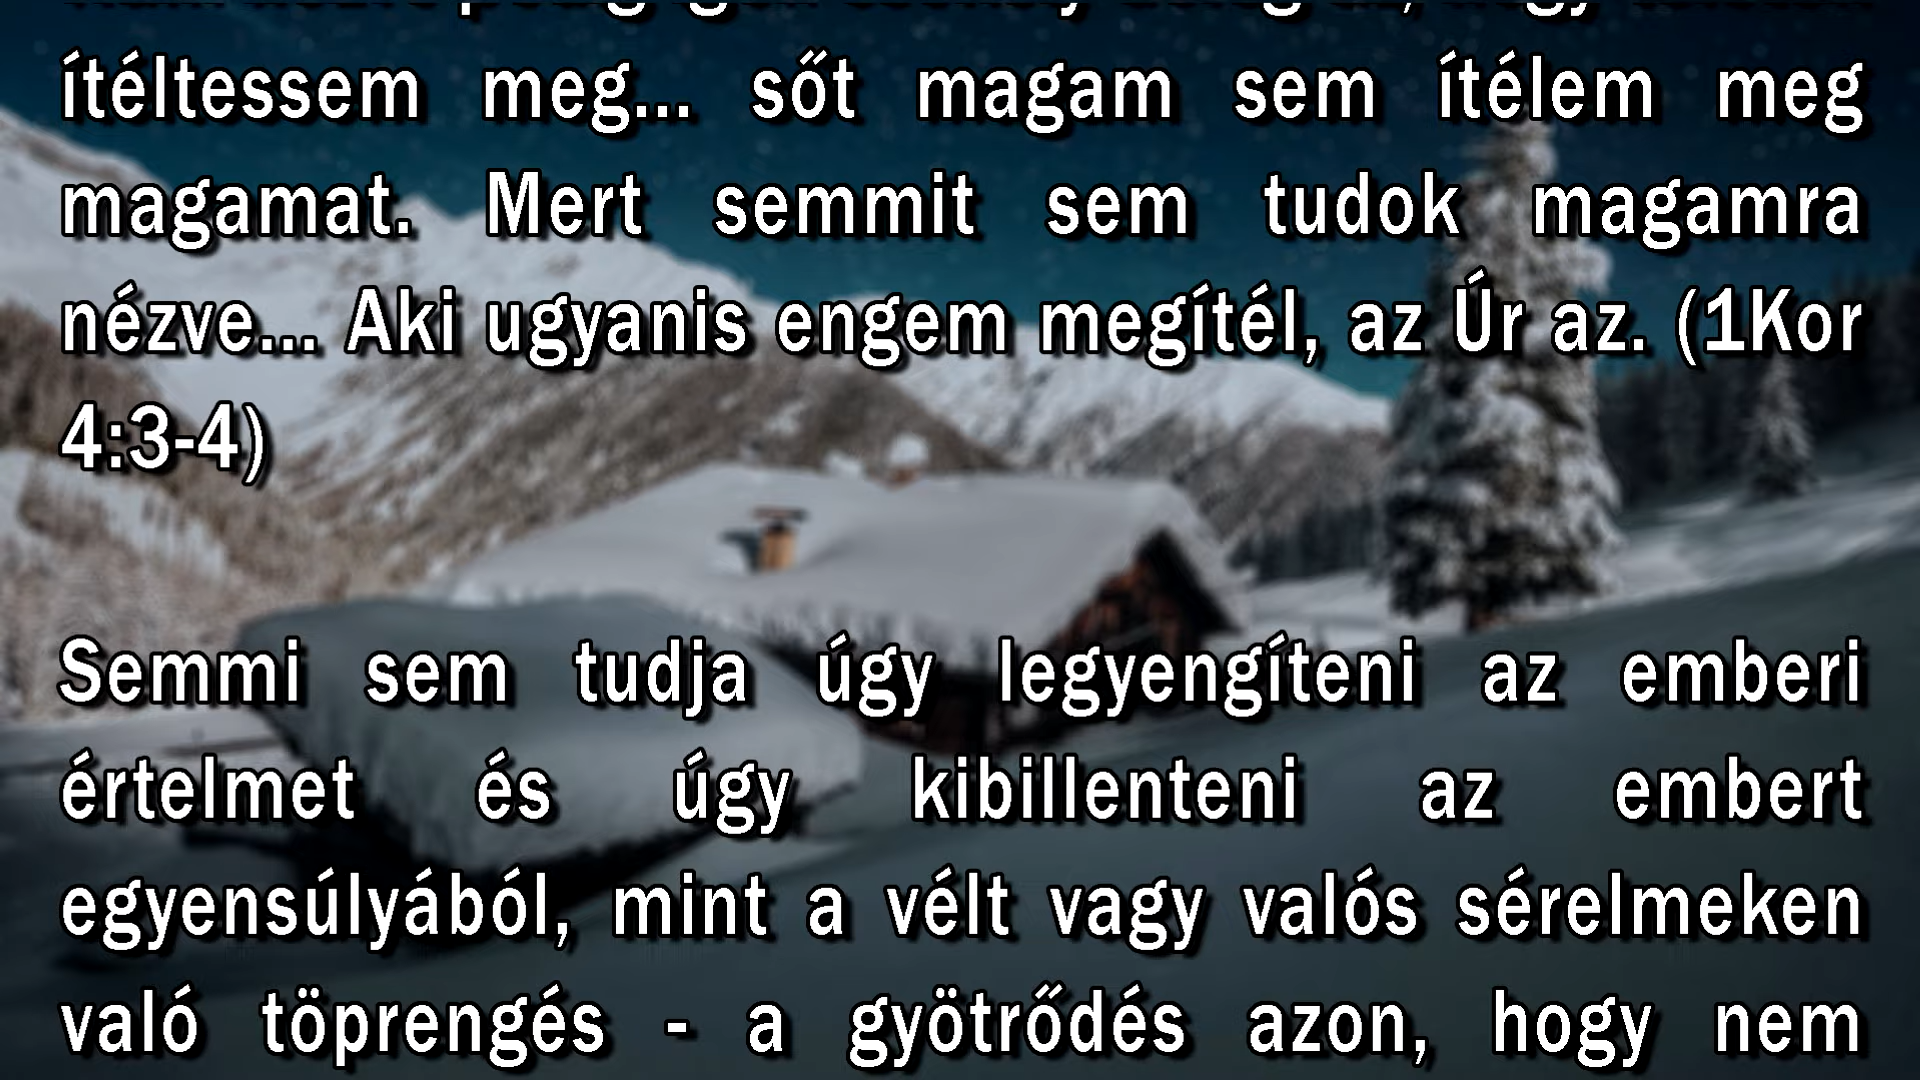 ítéltessem meg... sőt magam sem ítélem meg
magamat. Mert semmit sem tudok magamra
nézve... Aki ugyanis engem megítél, az Úr az. (1Kor
4:3-4)
Semmi sem tudja úgy legyengíteni az emberi
értelmet és úgy kibillenteni az embert
egyensúlyából, mint a vélt vagy valós sérelmeken
való töprengés - a gyötrődés azon, hogy nem